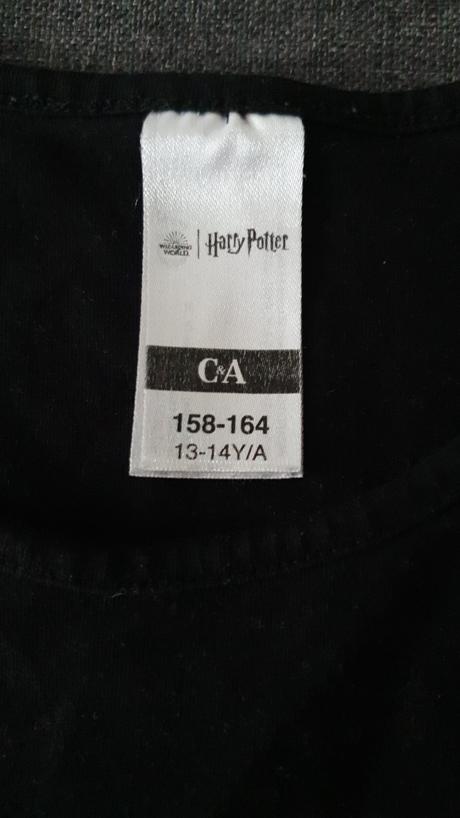 WIZARDING
WORLD
Harry Potter
C&A
158-164
13-14Y/A